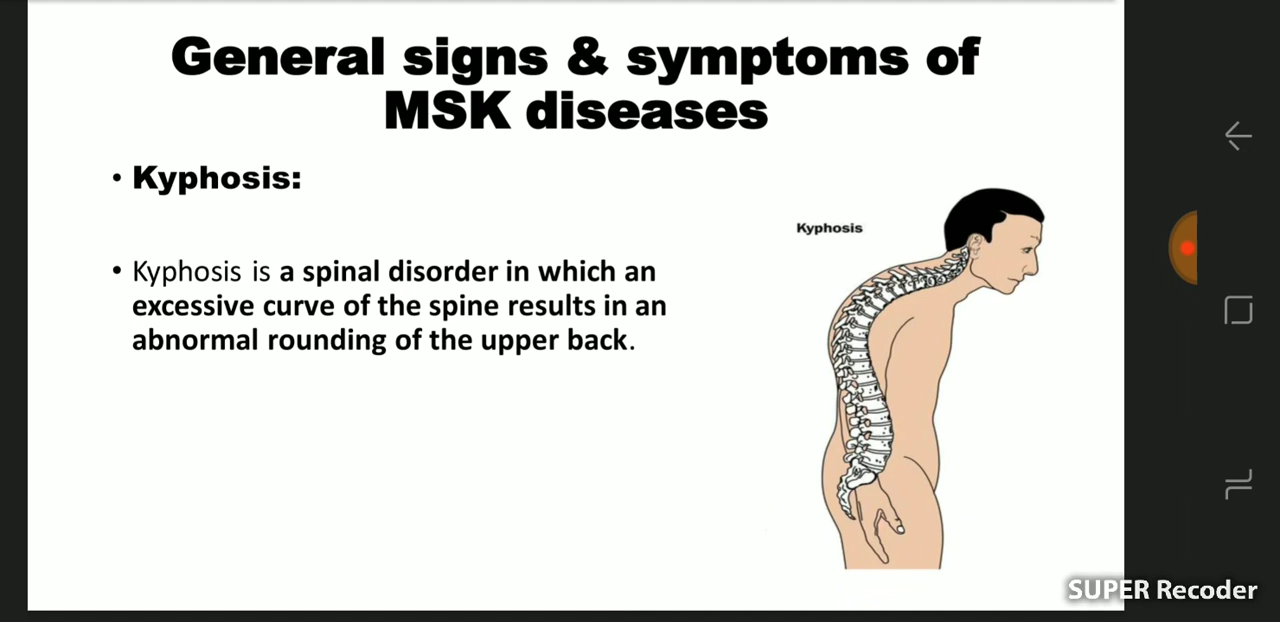 General signs & symptoms of
MSK diseases
• Kyphosis:
Kyphosis
• Kyphosis is a spinal disorder in which an
excessive curve of the spine results in an
abnormal rounding of the upper back.
SUPER Recoder